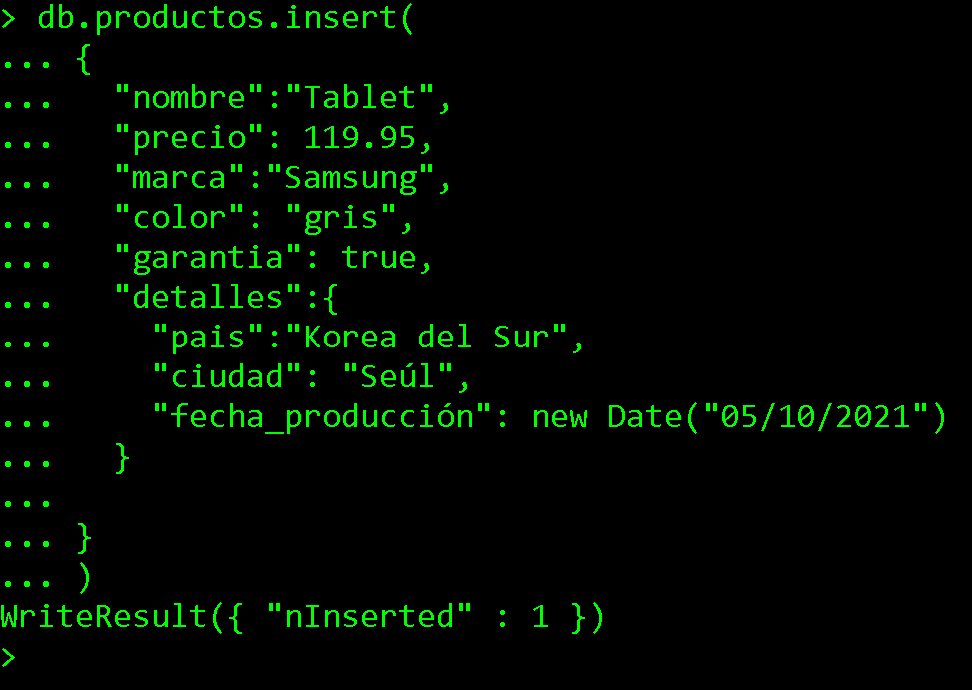 > db.productos.insert(
... {
...   "nombre":"Tablet",
...   "precio": 119.95,
...   "marca":"Samsung",
...   "color": "gris",
...   "garantia": true,
...   "detalles":{
...     "pais":"Korea del Sur",
...     "ciudad": "Seúl",
...     "fecha_producción": new Date("05/10/2021")
...   }
...
... }
... )
WriteResult({ "nInserted" : 1 })
>